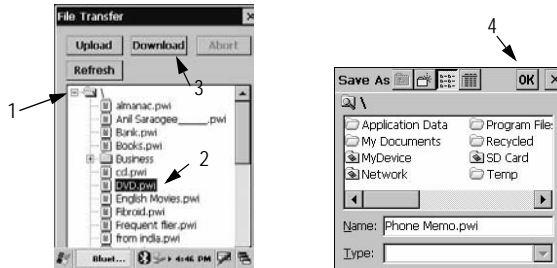 File Transfer
Upload Download Abort
Refresh
3
1
\
almanac.pwi
Anil Saraogee_____.pwi
Bank.pwi
Books.pwi
Business
2
cd.pwi
DVD.pwi
English Movies.pwi
Fibroid.pwi
Frequent flier.pwi
from india.pwi
Bluet... 4:46 PM
4
Save As OK
\
Application Data Program File
My Documents Recycled
MyDevice SD Card
Network Temp
Name: Phone Memo.pwi
Type: